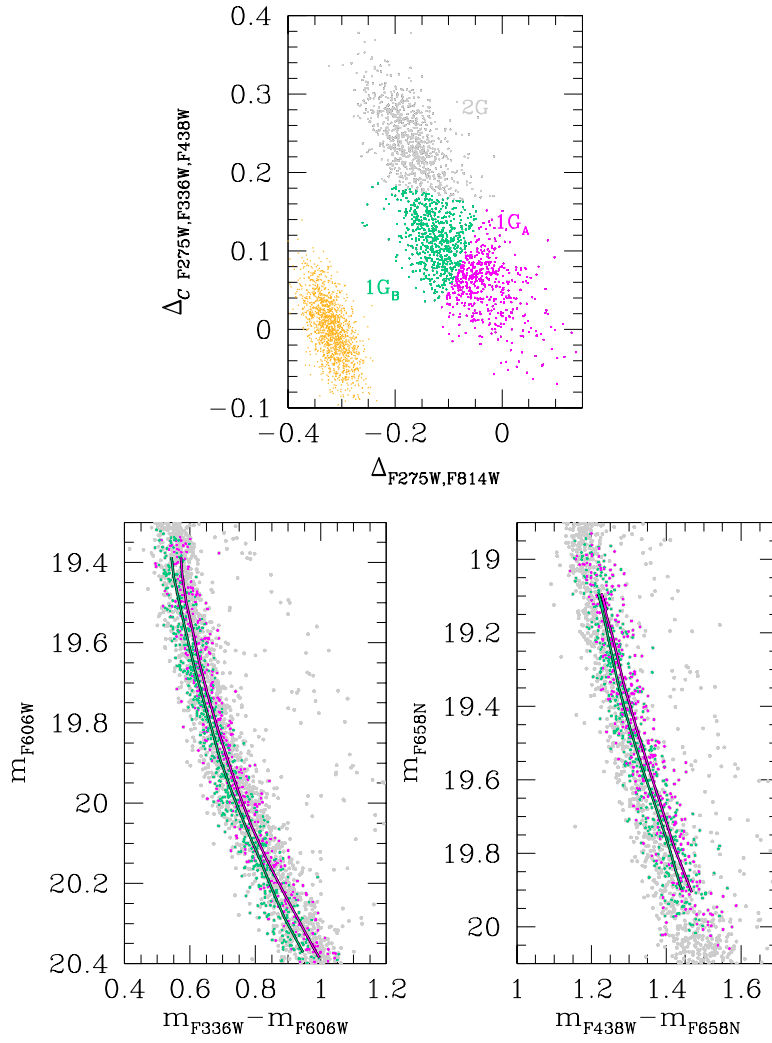 0.4
0.3
0.2
0.1
0
−0.1
Δ_C F275W,F336W,F438W
2G
1G_A
1G_B
−0.4 −0.2 0
Δ_F275W,F814W
19.4
19.6
19.8
20
20.2
20.4
m_F606W
0.4 0.6 0.8 1 1.2
m_F336W−m_F606W
19
19.2
19.4
19.6
19.8
20
m_F658N
1 1.2 1.4 1.6
m_F438W−m_F658N